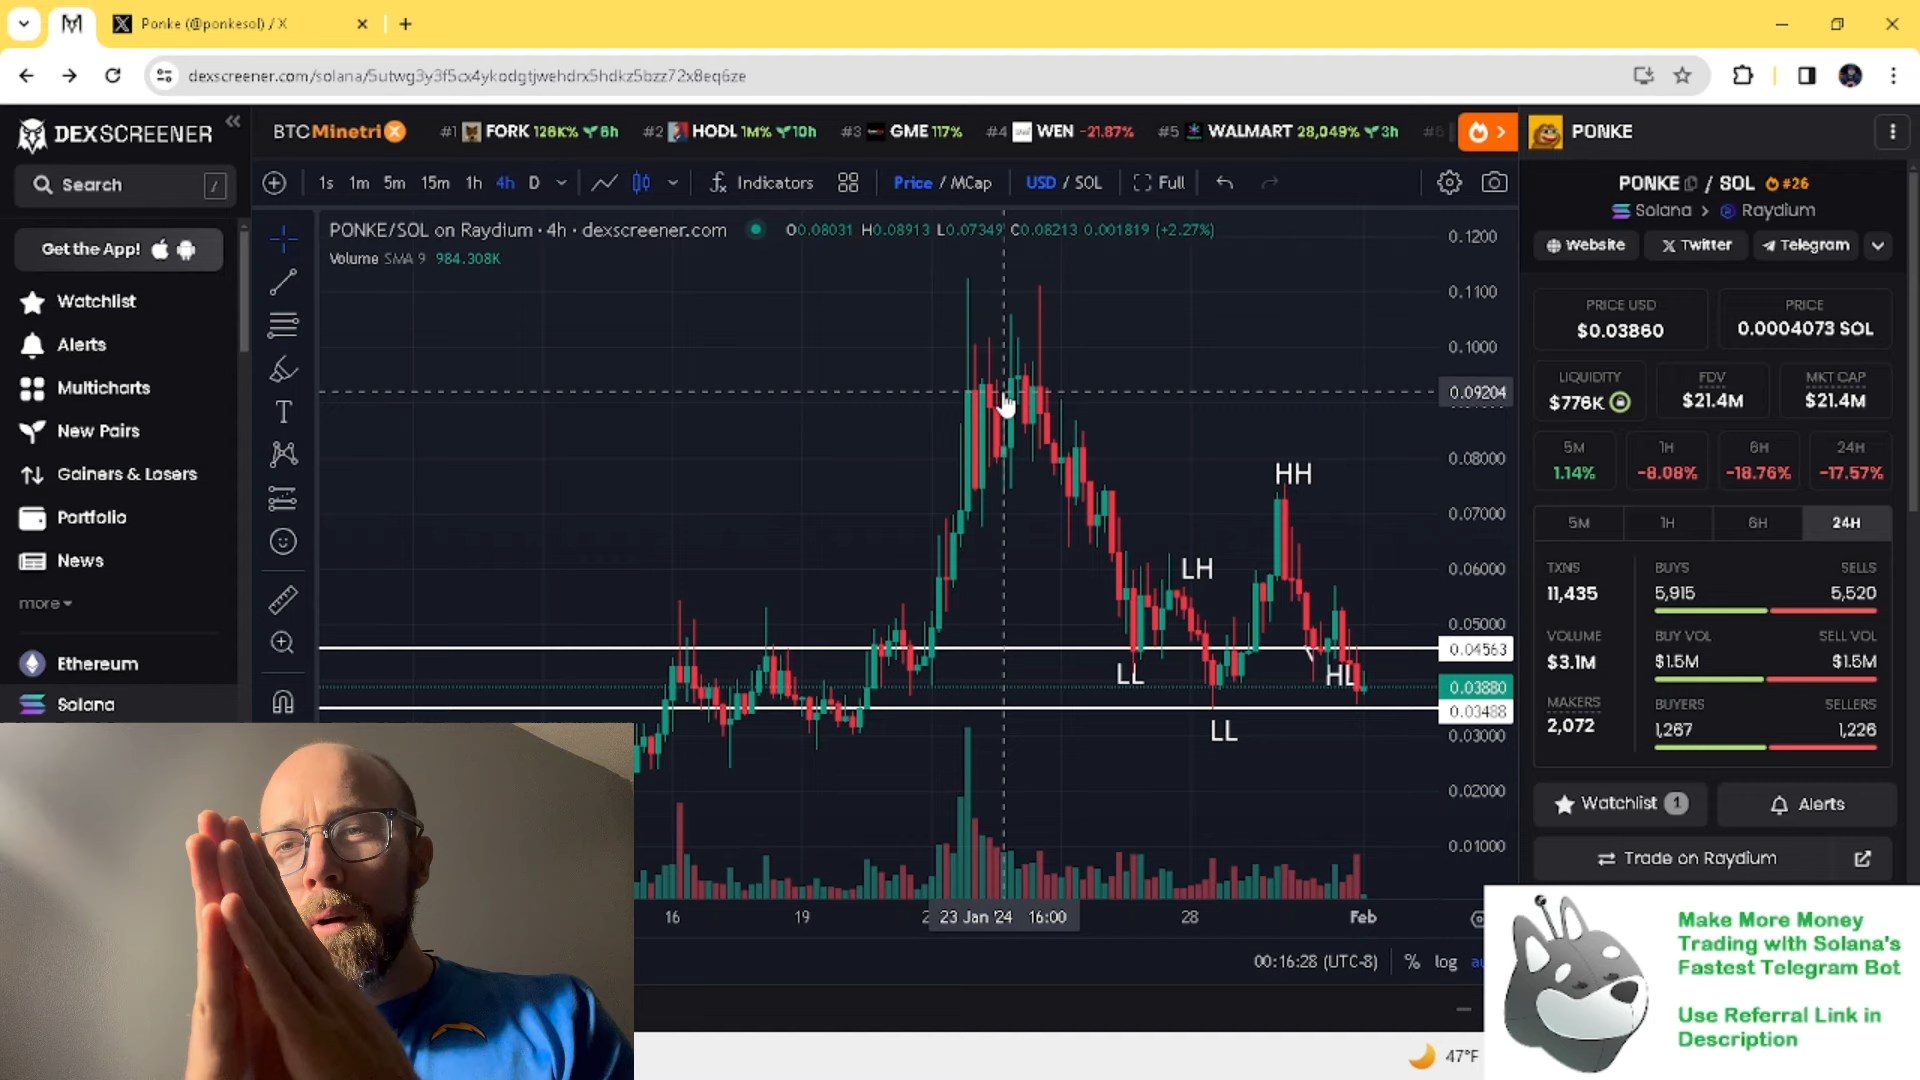 Ponke (@ponkesol) / X
dexscreener.com/solana/5utwg3y3f5cx4ykodgtjwehdrx5hdkz5bzz72x8eq6ze
DEXSCREENER
Search /
Get the App!
Watchlist
Alerts
Multicharts
New Pairs
Gainers & Losers
Portfolio
News
more
Ethereum
Solana
BTCMinetrix #1 FORK 126K% 6h #2 HODL 1M% 10h #3 GME 117% #4 WEN -21.87% #5 WALMART 28,049% 3h #6
1s 1m 5m 15m 1h 4h D Indicators Price / MCap USD / SOL Full
PONKE/SOL on Raydium · 4h · dexscreener.com O0.08031 H0.08913 L0.07349 C0.08213 0.001819 (+2.27%)
Volume SMA 9 984.308K
0.1200
0.1100
0.1000
0.09204
0.08000
0.07000
0.06000
0.05000
0.04563
0.03880
0.03488
0.03000
0.02000
0.01000
HH
LH
LL
HL
LL
16 19 2 23 Jan '24 16:00 28 Feb
00:16:28 (UTC-8) % log
PONKE
PONKE / SOL #26
Solana > Raydium
Website Twitter Telegram
PRICE USD
$0.03860
PRICE
0.0004073 SOL
LIQUIDITY
$776K
FDV
$21.4M
MKT CAP
$21.4M
5M 1H 6H 24H
1.14% -8.08% -18.76% -17.57%
5M 1H 6H 24H
TXNS
11,435
BUYS SELLS
5,915 5,520
VOLUME
$3.1M
BUY VOL SELL VOL
$1.5M $1.5M
MAKERS
2,072
BUYERS SELLERS
1,267 1,226
Watchlist 1 Alerts
Trade on Raydium
Make More Money
Trading with Solana's
Fastest Telegram Bot
Use Referral Link in
Description
47°F